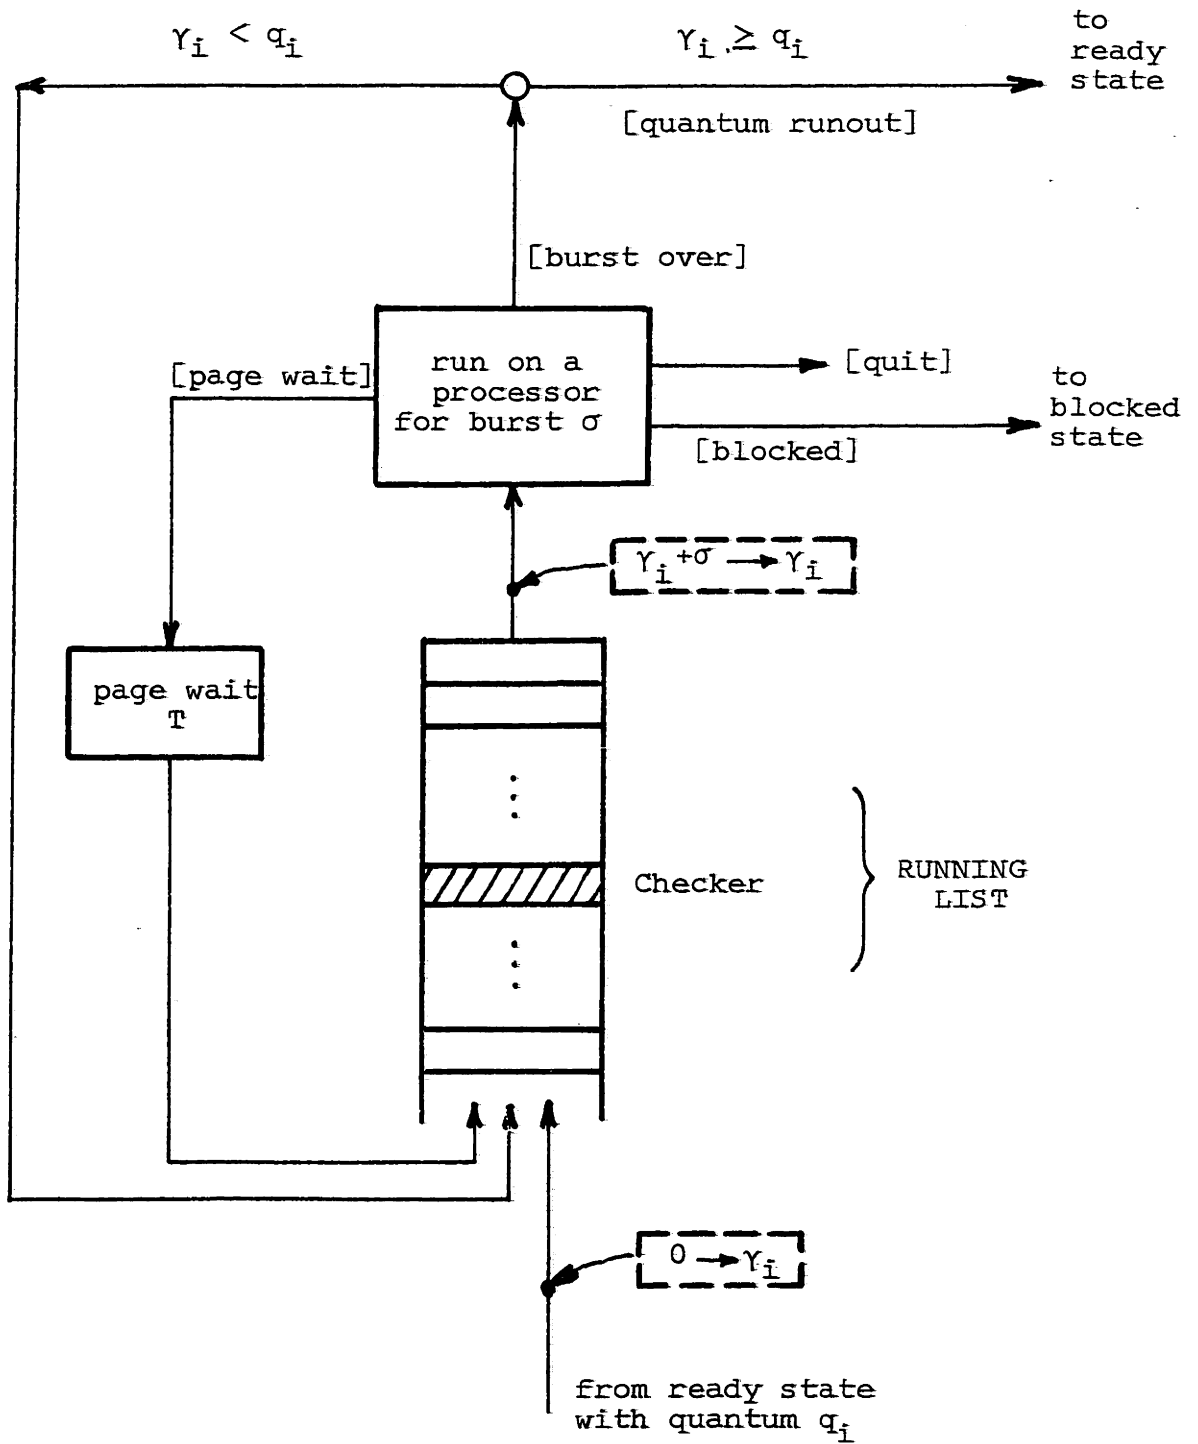 γi < qi
γi ≥ qi
to
ready
state
[quantum runout]
[burst over]
[page wait]
run on a
processor
for burst σ
[quit]
to
blocked
state
[blocked]
γi+σ → γi
page wait
T
Checker
RUNNING
LIST
0 → γi
from ready state
with quantum qi